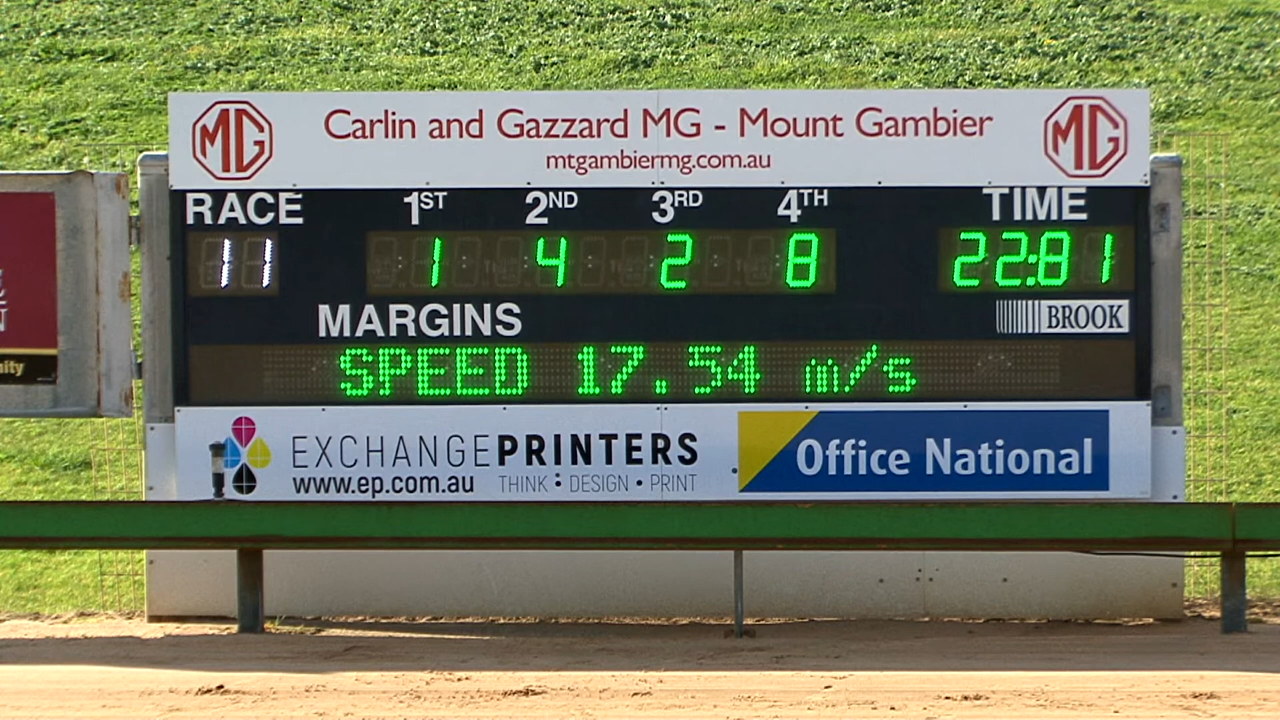 MG Carlin and Gazzard MG - Mount Gambier MG
mtgambiermg.com.au
RACE 1ST 2ND 3RD 4TH TIME
11 1 4 2 8 22:81
MARGINS BROOK
SPEED 17.54 m/s
EXCHANGEPRINTERS Office National
www.ep.com.au THINK : DESIGN • PRINT